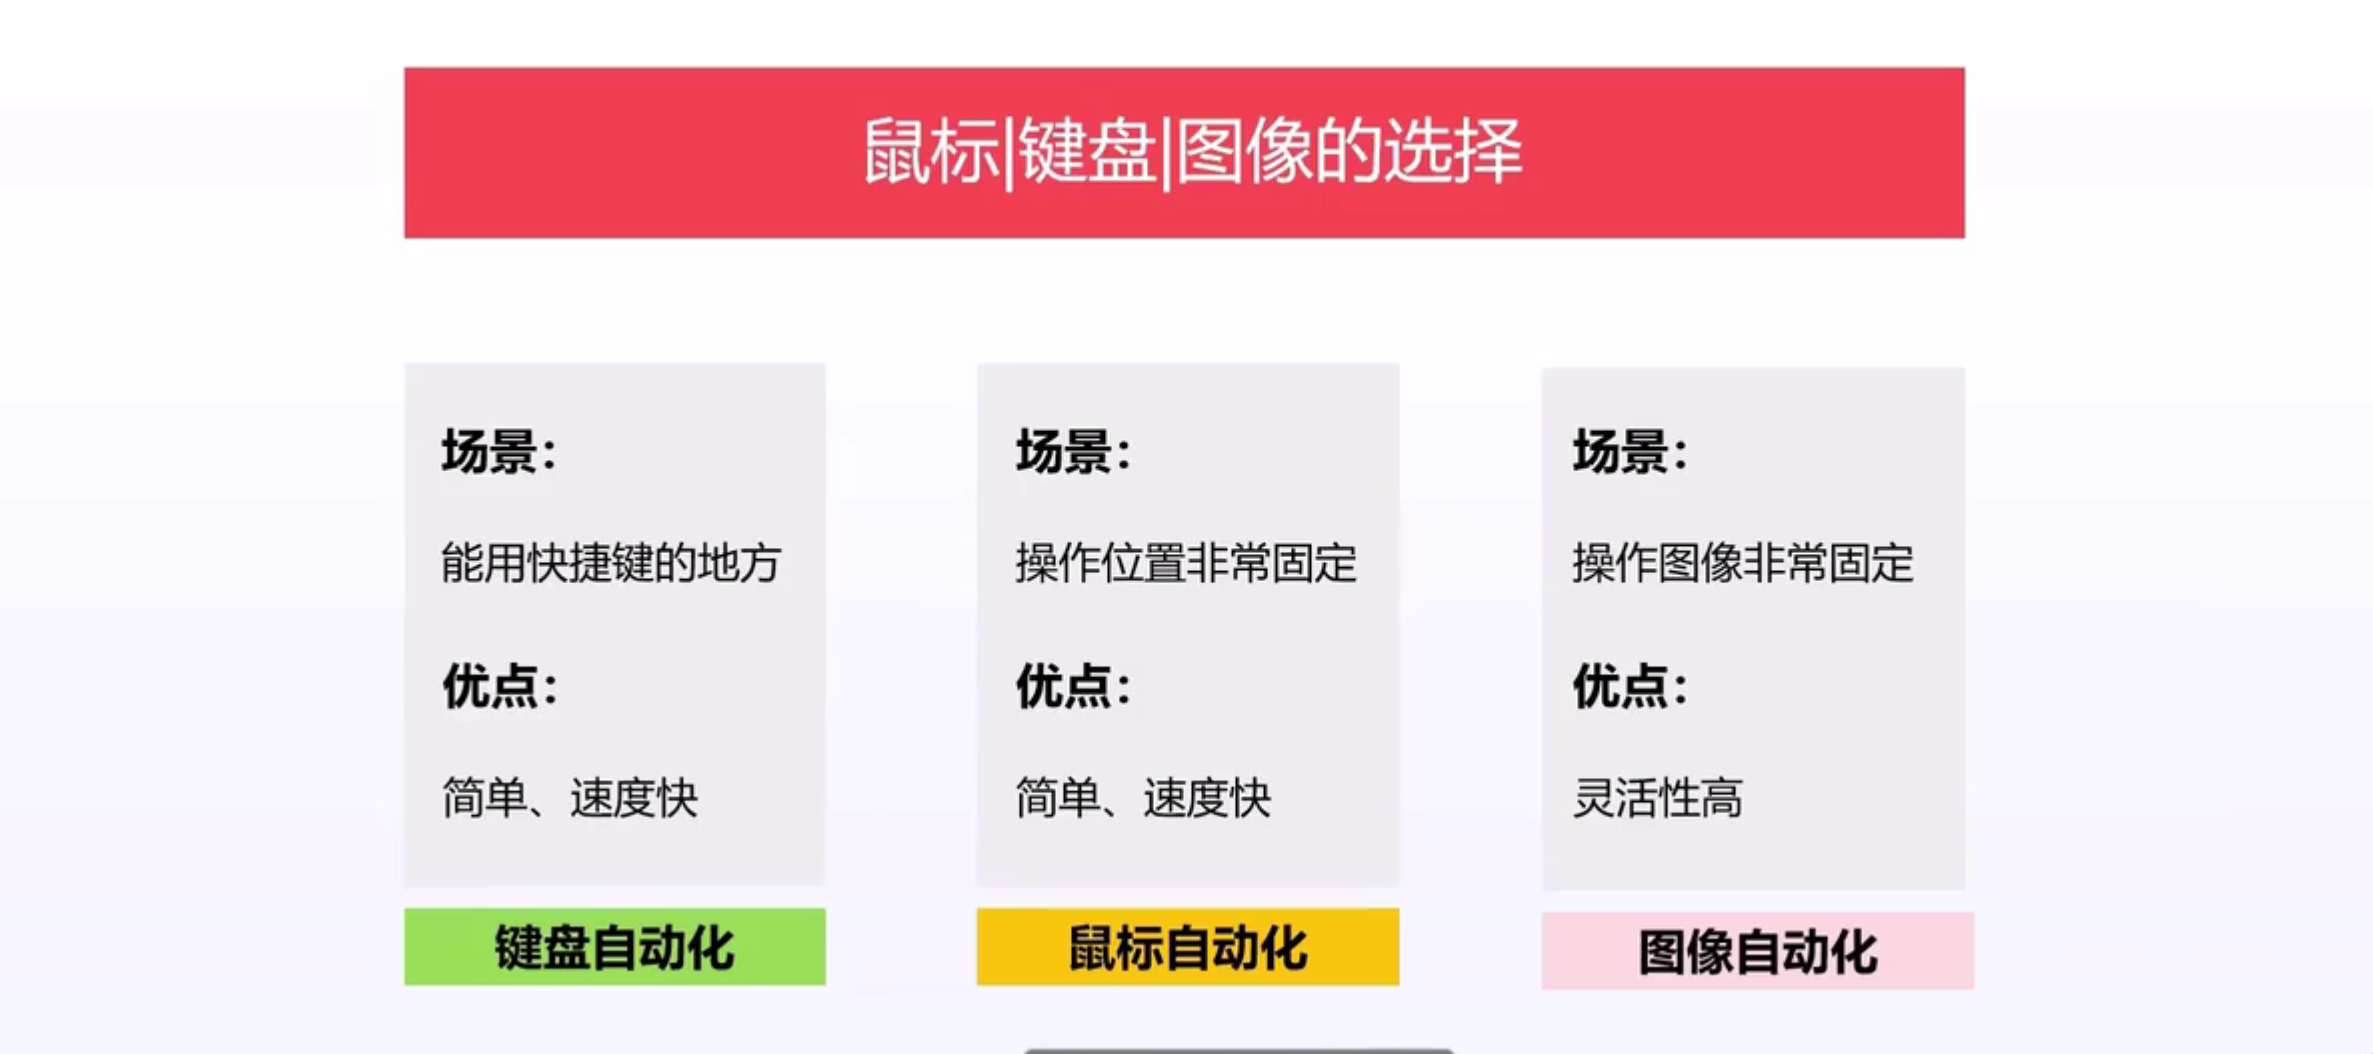 鼠标|键盘|图像的选择
场景：
能用快捷键的地方
优点：
简单、速度快
键盘自动化
场景：
操作位置非常固定
优点：
简单、速度快
鼠标自动化
场景：
操作图像非常固定
优点：
灵活性高
图像自动化